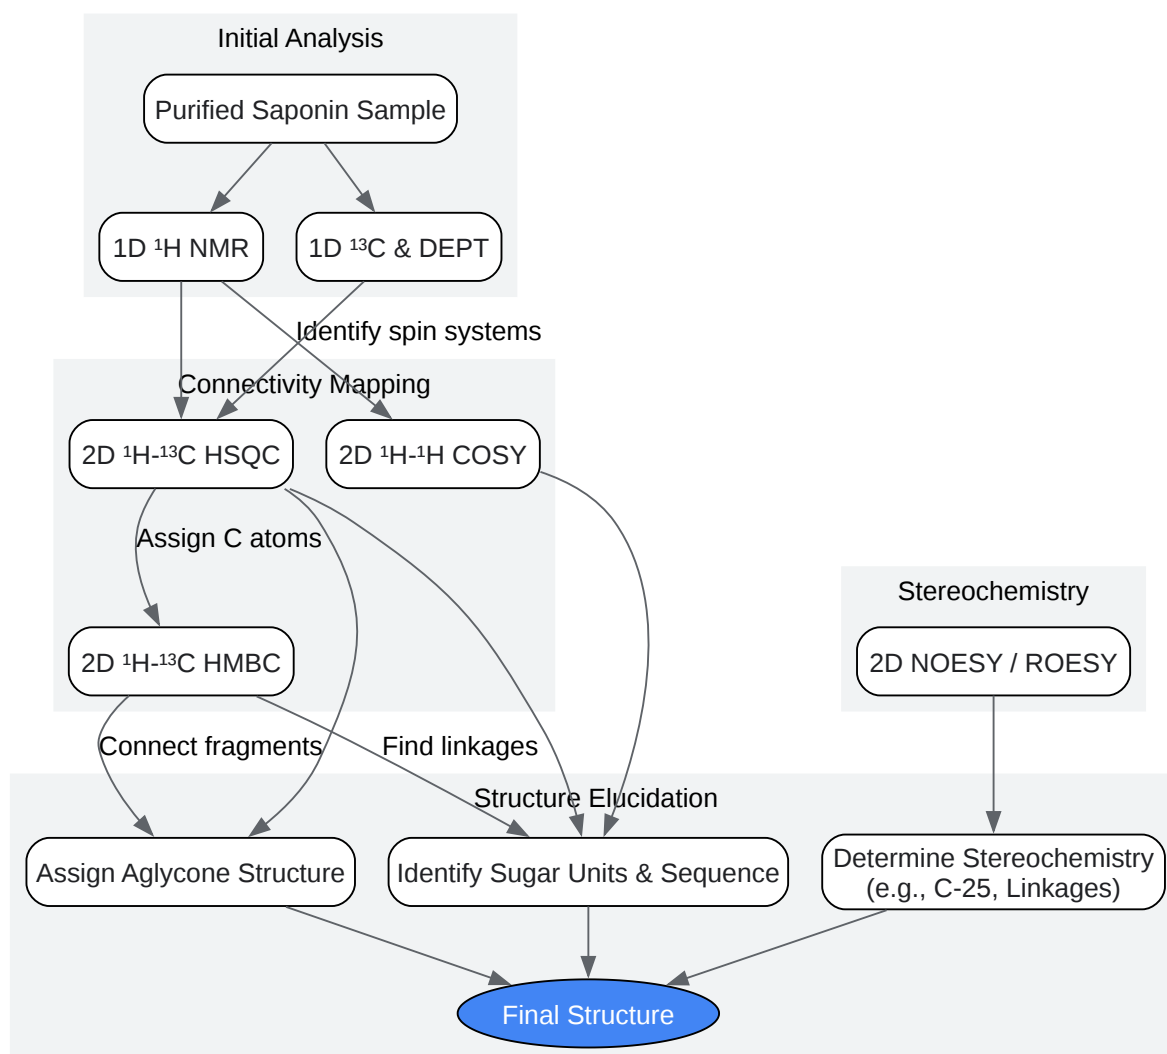 Initial Analysis
Purified Saponin Sample
1D ¹H NMR
1D ¹³C & DEPT
Identify spin systems
Connectivity Mapping
2D ¹H-¹³C HSQC
2D ¹H-¹H COSY
Assign C atoms
Stereochemistry
2D ¹H-¹³C HMBC
2D NOESY / ROESY
Connect fragments
Find linkages
Structure Elucidation
Assign Aglycone Structure
Identify Sugar Units & Sequence
Determine Stereochemistry
(e.g., C-25, Linkages)
Final Structure